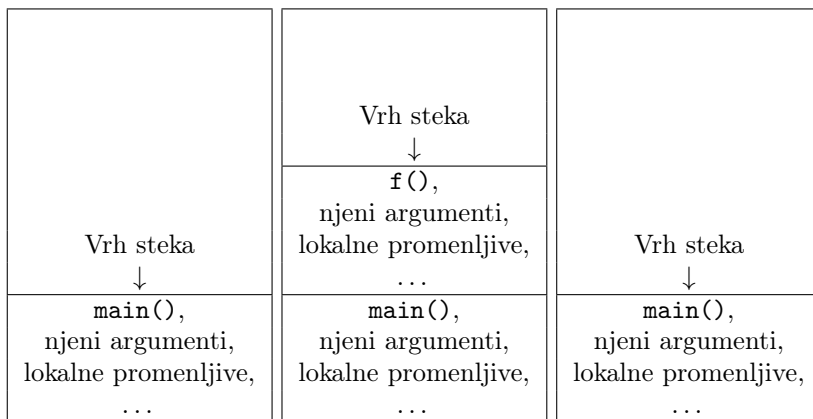 Vrh steka
↓
main(),
njeni argumenti,
lokalne promenljive,
...
Vrh steka
↓
f(),
njeni argumenti,
lokalne promenljive,
...
main(),
njeni argumenti,
lokalne promenljive,
...
Vrh steka
↓
main(),
njeni argumenti,
lokalne promenljive,
...